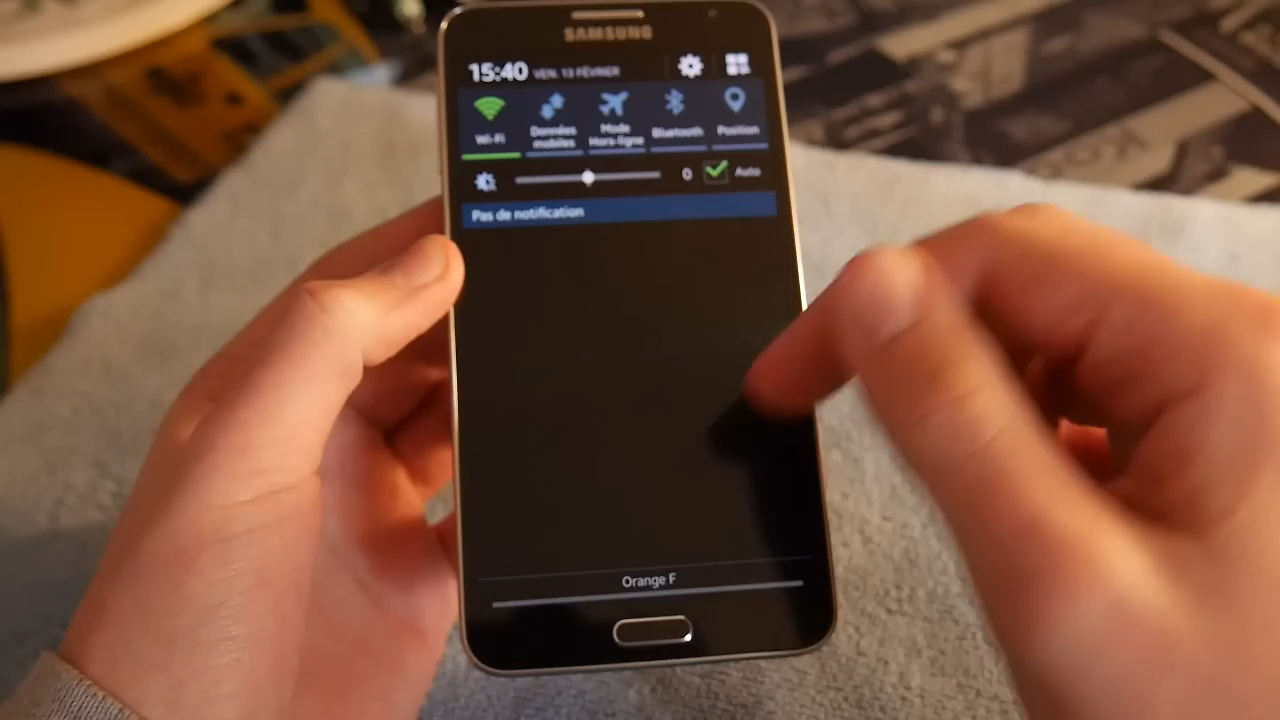 SAMSUNG
15:40 VEN. 13 FÉVRIER
Wi-Fi
Données mobiles
Mode Hors ligne
Bluetooth
Position
0
Auto
Pas de notification
Orange F